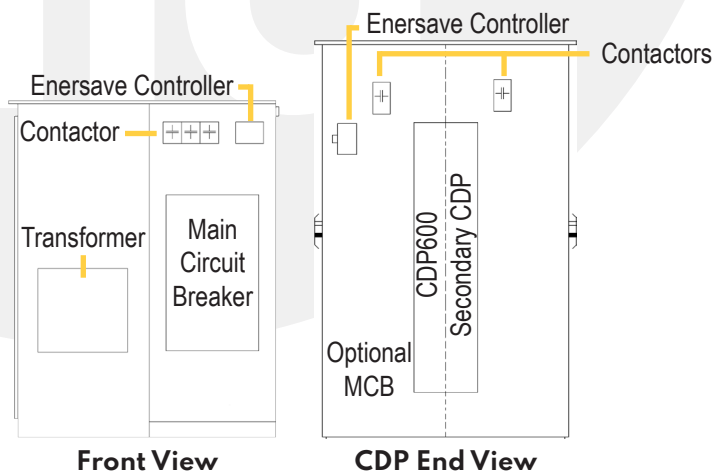 Enersave Controller
Contactors
Enersave Controller
Contactor
Transformer
Main
Circuit
Breaker
CDP600
Secondary CDP
Optional
MCB
Front View
CDP End View